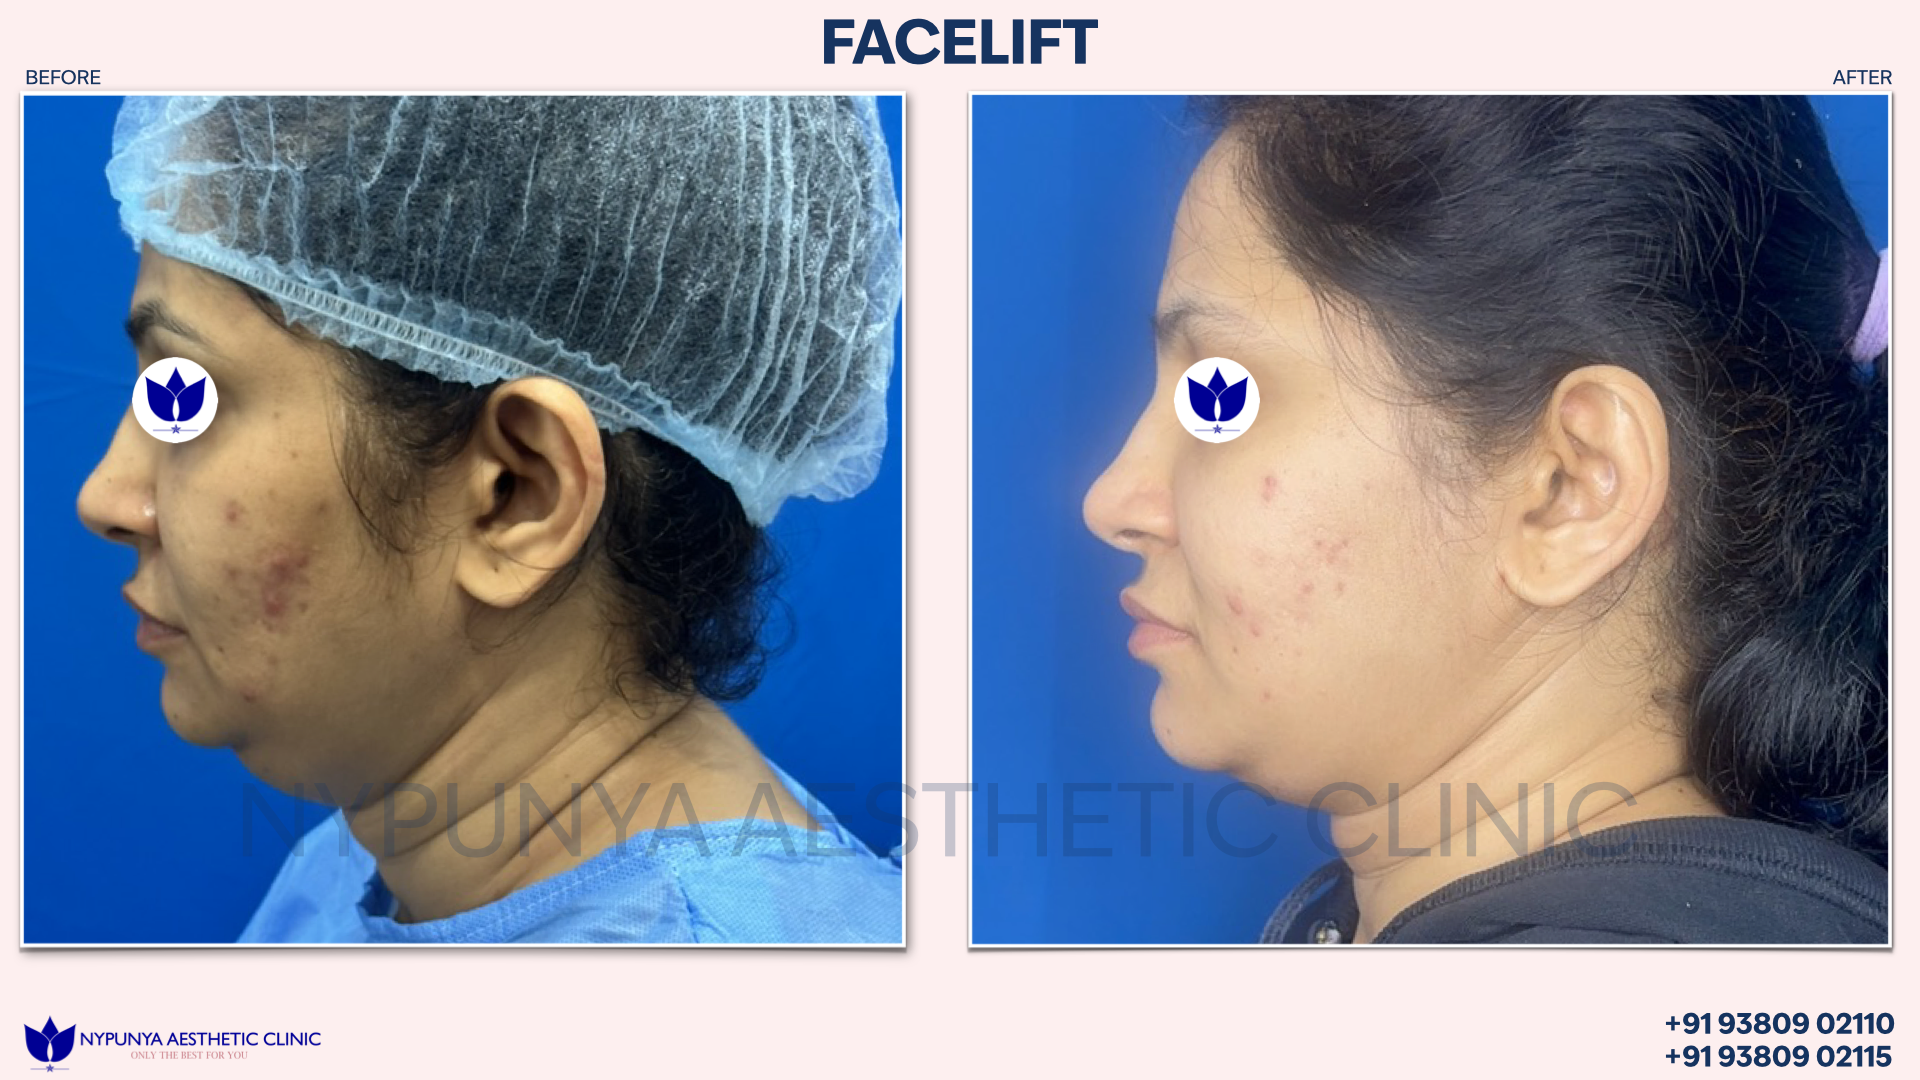 FACELIFT
BEFORE
AFTER
NYPUNYA AESTHETIC CLINIC
NYPUNYA AESTHETIC CLINIC
ONLY THE BEST FOR YOU
+91 93809 02110
+91 93809 02115